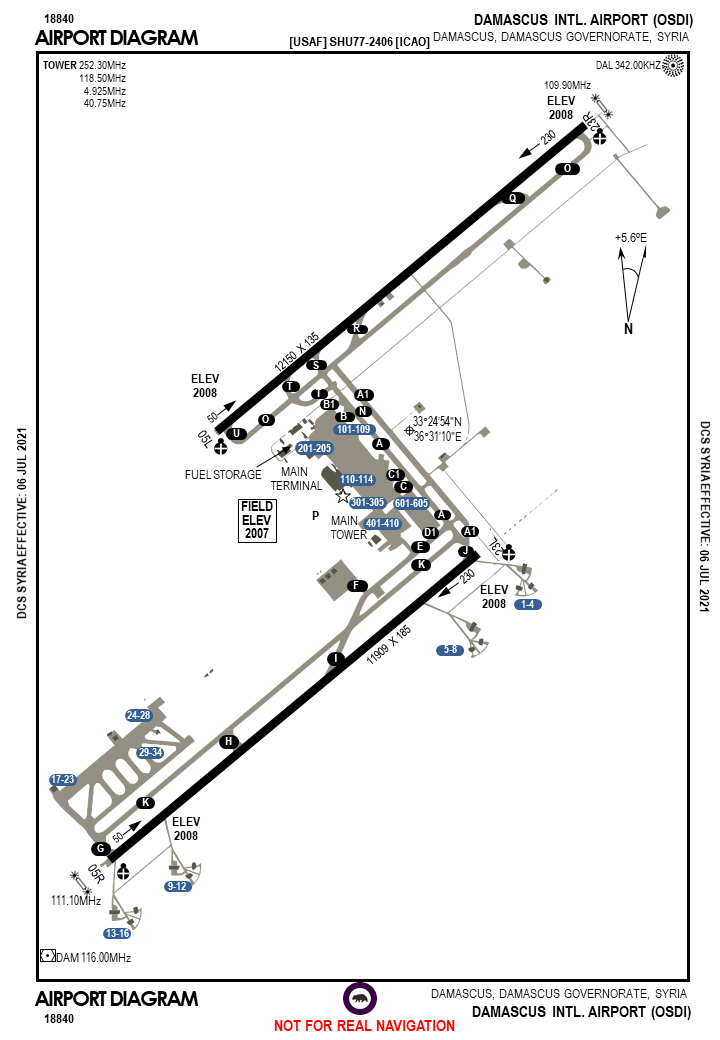 18840
DAMASCUS INTL. AIRPORT (OSDI)
AIRPORT DIAGRAM
[USAF] SHU77-2406 [ICAO]
DAMASCUS, DAMASCUS GOVERNORATE, SYRIA
TOWER 252.30MHz
118.50MHz
4.925MHz
40.75MHz
DAL 342.00KHZ
109.90MHz
ELEV
2008
23R
230
O
Q
+5.6ºE
N
R
12150 X 135
S
ELEV
2008
T
I
A1
B1
N
B
50
O
U
05L
101-109
33°24'54"N
36°31'10"E
A
201-205
FUEL STORAGE
MAIN
TERMINAL
110-114
C1
C
301-305
601-605
FIELD
ELEV
2007
P
MAIN
TOWER
401-410
A
D1
A1
E
J
23L
K
230
F
ELEV
2008
1-4
11909 X 185
5-8
I
24-28
H
29-34
17-23
K
50
ELEV
2008
G
05R
111.10MHz
9-12
13-16
DAM 116.00MHz
DCS SYRIA EFFECTIVE: 06 JUL 2021
DCS SYRIA EFFECTIVE: 06 JUL 2021
AIRPORT DIAGRAM
DAMASCUS, DAMASCUS GOVERNORATE, SYRIA
18840
DAMASCUS INTL. AIRPORT (OSDI)
NOT FOR REAL NAVIGATION